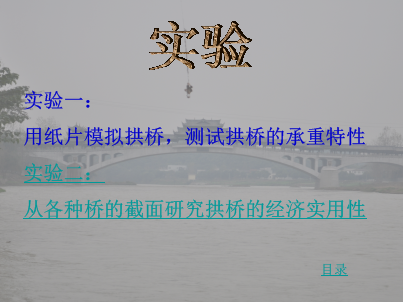 实验
实验一：
用纸片模拟拱桥，测试拱桥的承重特性
实验二：
从各种桥的截面研究拱桥的经济实用性
目录